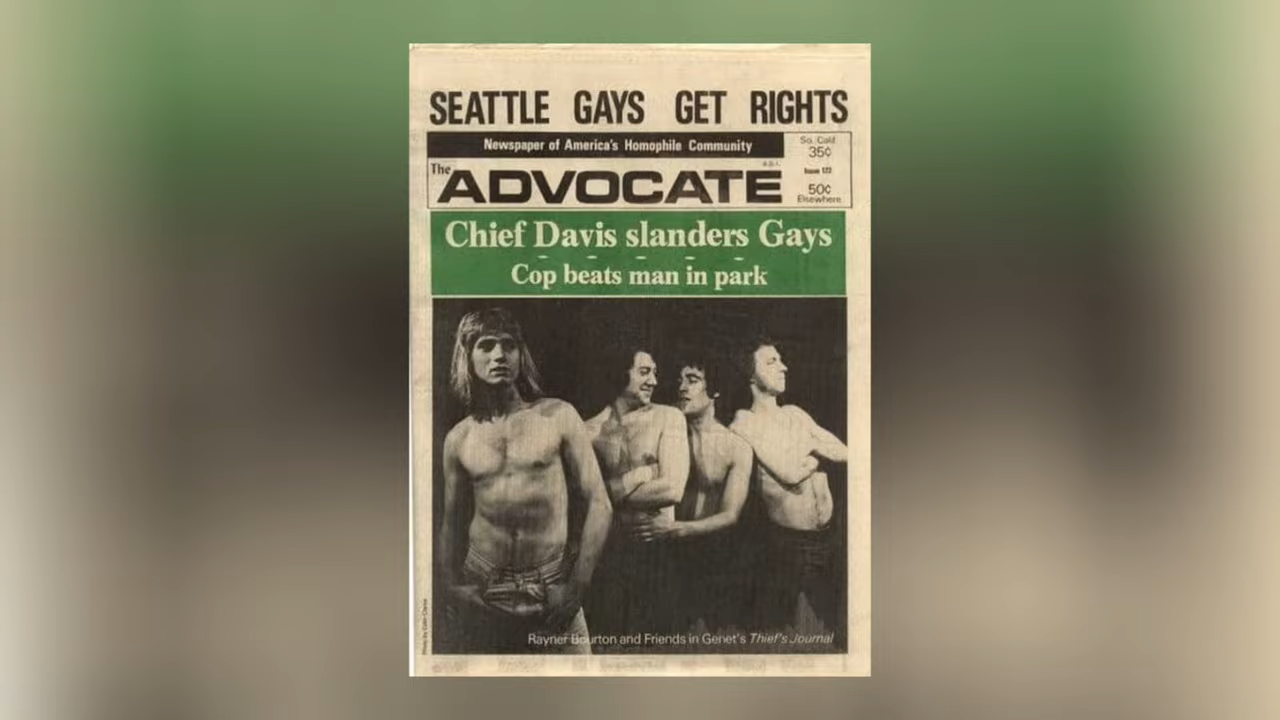 SEATTLE GAYS GET RIGHTS
Newspaper of America's Homophile Community
So. Calif
35¢
Issue 122
50¢
Elsewhere
The
ADVOCATE
Chief Davis slanders Gays
Cop beats man in park
Rayner Bourton and Friends in Genet's Thief's Journal